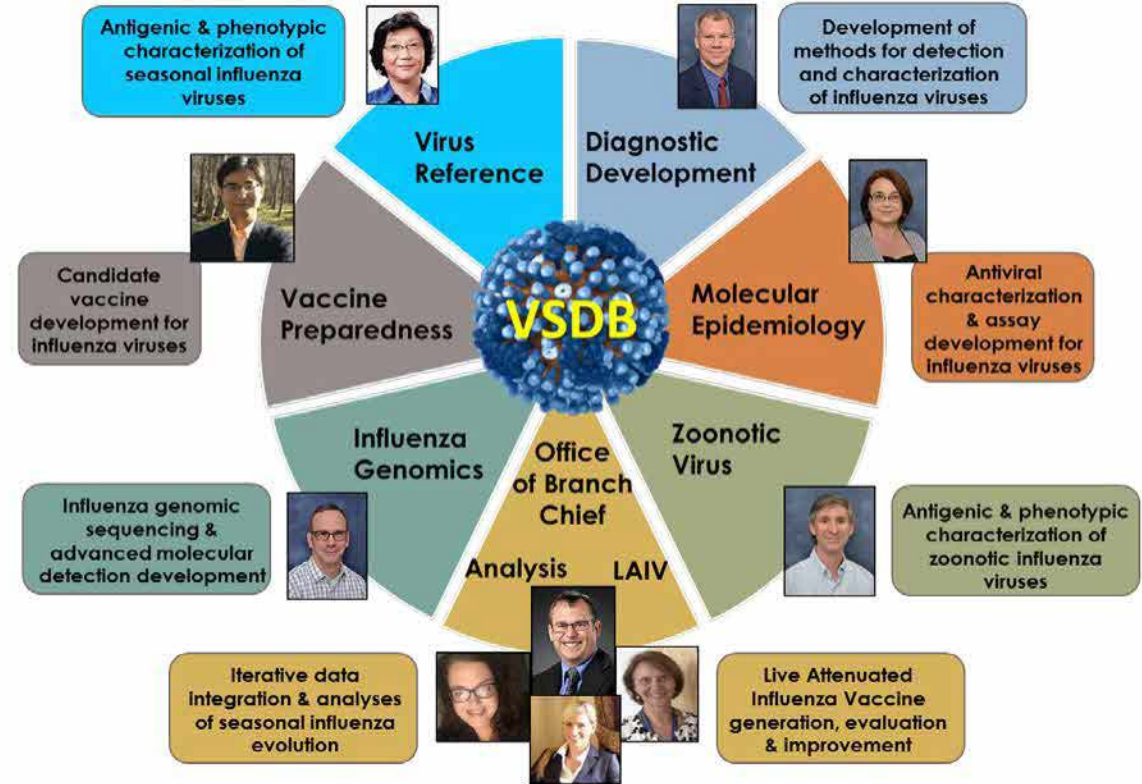 Antigenic & phenotypic
characterization of
seasonal influenza
viruses
Development of
methods for detection
and characterization
of influenza viruses
Virus
Reference
Diagnostic
Development
Candidate
vaccine
development for
influenza viruses
Vaccine
Preparedness
VSDB
Molecular
Epidemiology
Antiviral
characterization
& assay
development for
influenza viruses
Influenza
Genomics
Office
of Branch
Chief
Analysis
LAIV
Zoonotic
Virus
Influenza genomic
sequencing &
advanced molecular
detection development
Antigenic & phenotypic
characterization of
zoonotic influenza
viruses
Iterative data
integration & analyses
of seasonal influenza
evolution
Live Attenuated
Influenza Vaccine
generation, evaluation
& improvement